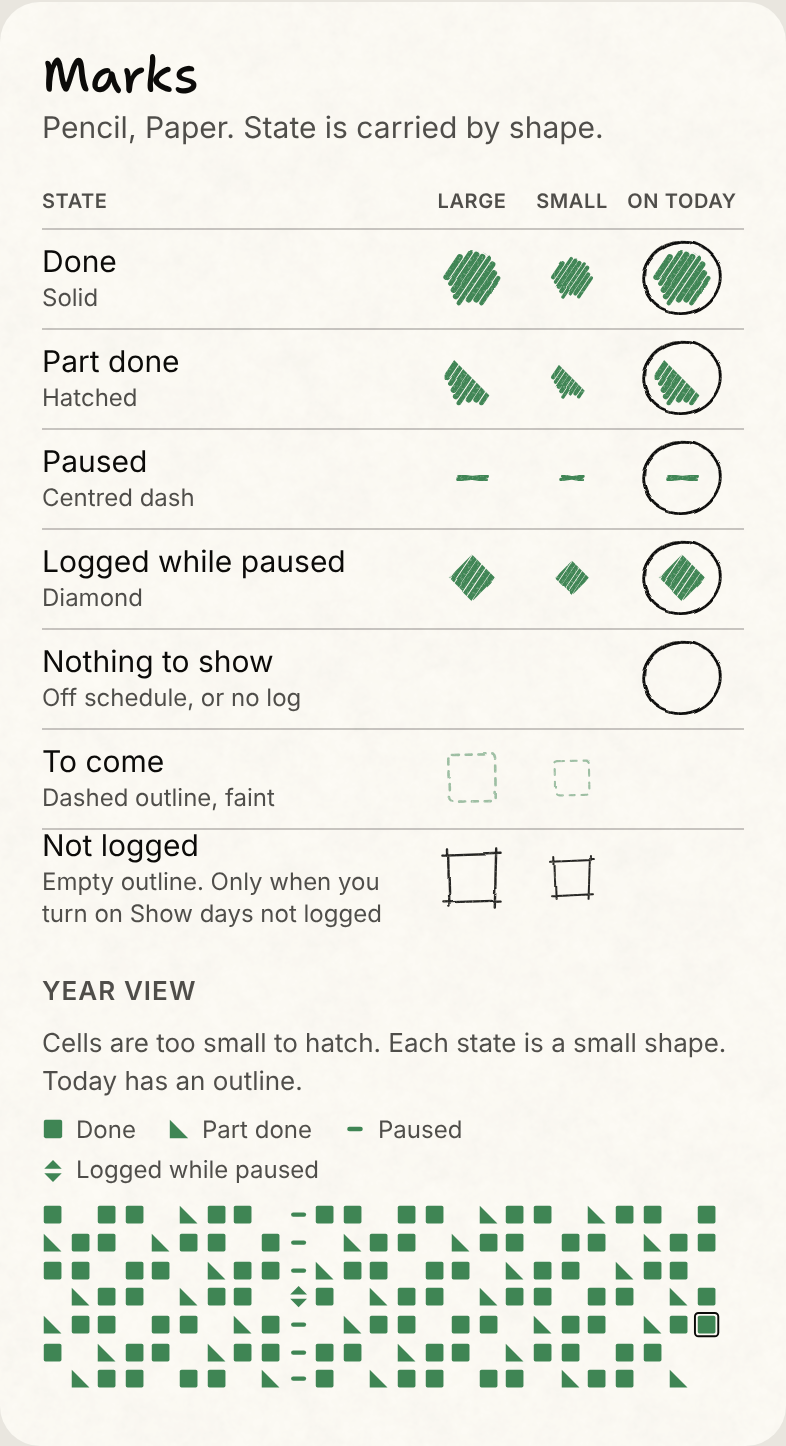 Marks
Pencil, Paper. State is carried by shape.
STATE LARGE SMALL ON TODAY
Done
Solid
Part done
Hatched
Paused
Centred dash
Logged while paused
Diamond
Nothing to show
Off schedule, or no log
To come
Dashed outline, faint
Not logged
Empty outline. Only when you
turn on Show days not logged
YEAR VIEW
Cells are too small to hatch. Each state is a small shape.
Today has an outline.
Done Part done Paused
Logged while paused